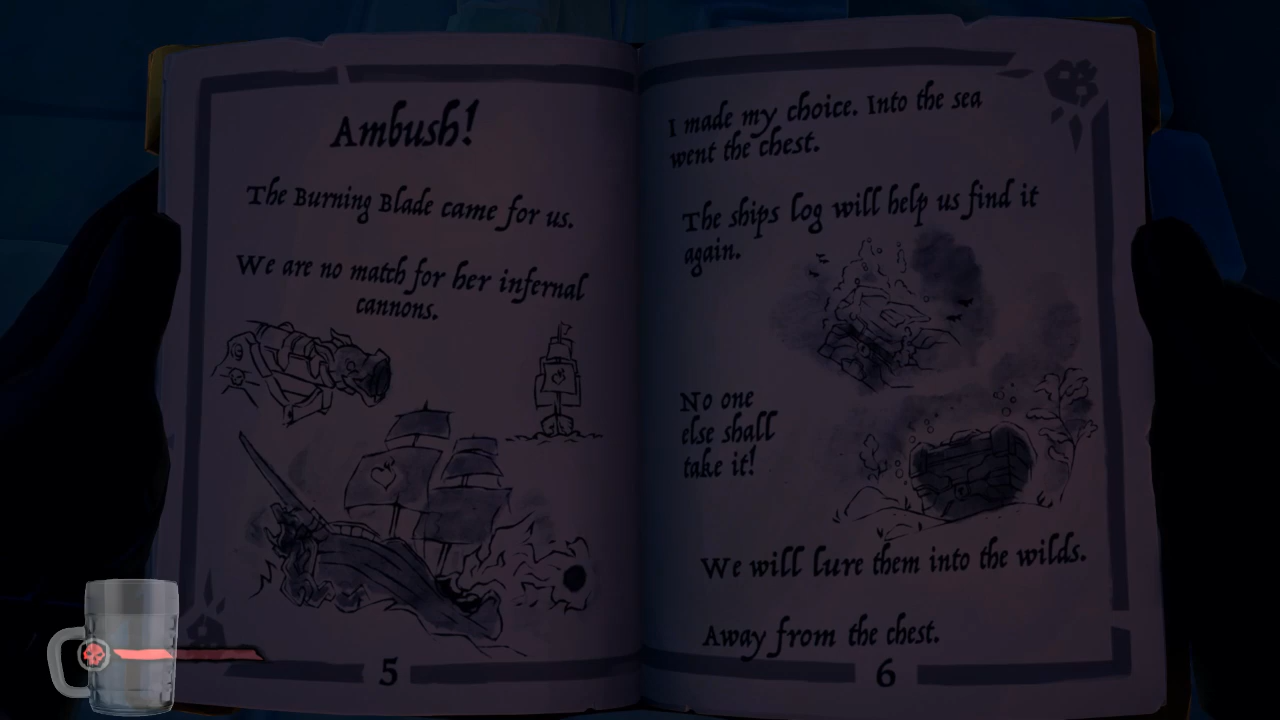 Ambush!
The Burning Blade came for us.
We are no match for her infernal
cannons.
5
I made my choice. Into the sea
went the chest.
The ships log will help us find it
again.
No one
else shall
take it!
We will lure them into the wilds.
Away from the chest.
6